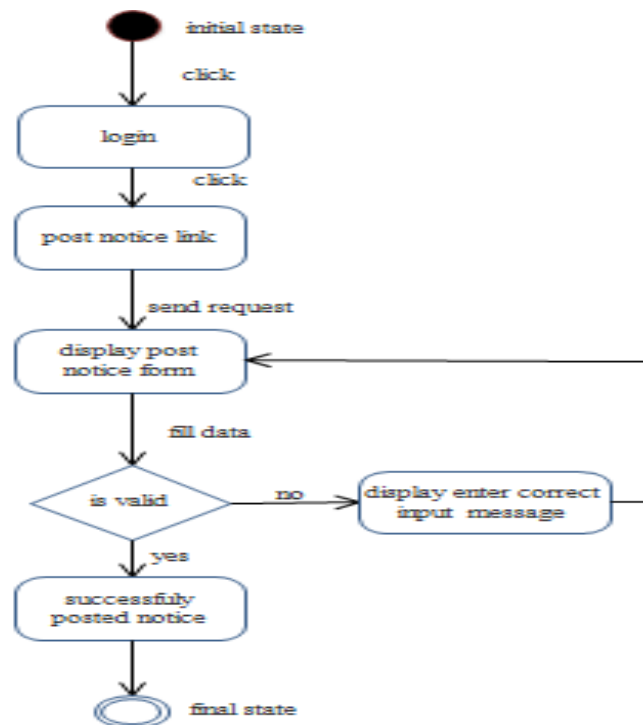 initial state
click
login
click
post notice link
send request
display post
notice form
fill data
is valid
no
display enter correct
input message
yes
successfuly
posted notice
final state